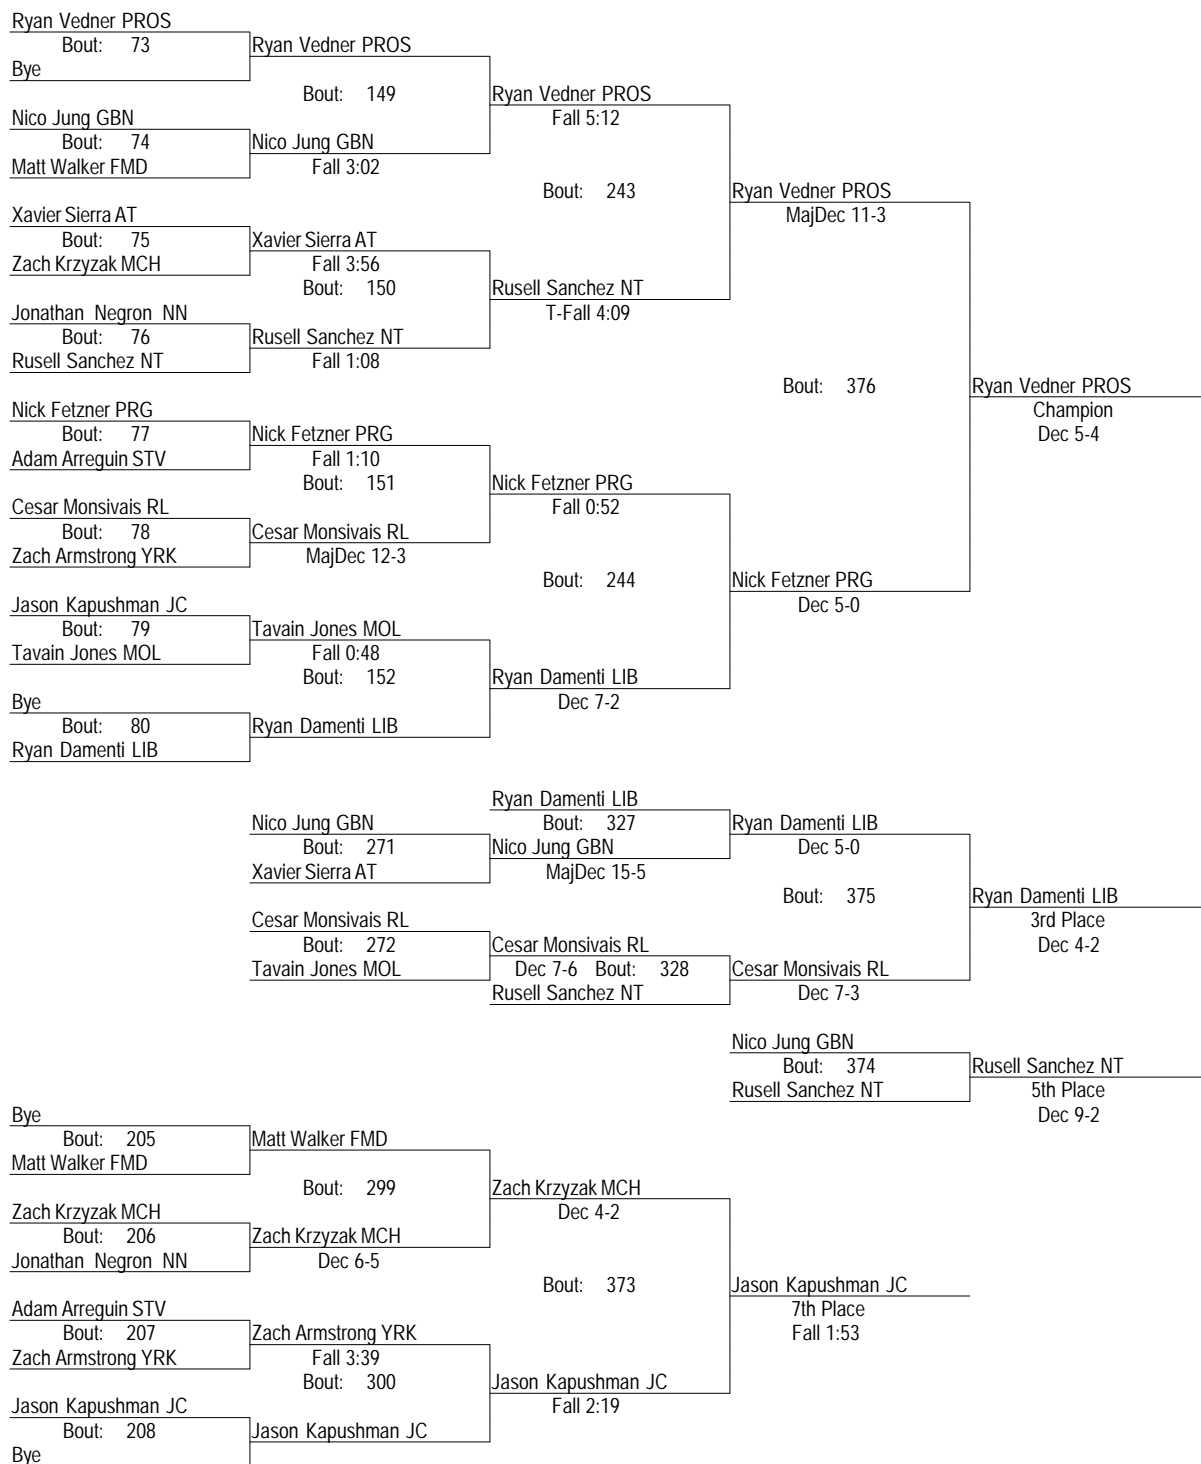 Ryan Vedner PROS
Bout: 73
Ryan Vedner PROS
Bye
Bout: 149
Ryan Vedner PROS
Fall 5:12
Nico Jung GBN
Bout: 74
Nico Jung GBN
Matt Walker FMD
Fall 3:02
Bout: 243
Ryan Vedner PROS
MajDec 11-3
Xavier Sierra AT
Bout: 75
Xavier Sierra AT
Zach Krzyzak MCH
Fall 3:56
Bout: 150
Rusell Sanchez NT
T-Fall 4:09
Jonathan Negron NN
Bout: 76
Rusell Sanchez NT
Rusell Sanchez NT
Fall 1:08
Bout: 376
Ryan Vedner PROS
Champion
Dec 5-4
Nick Fetzner PRG
Bout: 77
Nick Fetzner PRG
Adam Arreguin STV
Fall 1:10
Bout: 151
Nick Fetzner PRG
Fall 0:52
Cesar Monsivais RL
Bout: 78
Cesar Monsivais RL
Zach Armstrong YRK
MajDec 12-3
Bout: 244
Nick Fetzner PRG
Dec 5-0
Jason Kapushman JC
Bout: 79
Tavain Jones MOL
Tavain Jones MOL
Fall 0:48
Bout: 152
Ryan Damenti LIB
Dec 7-2
Bye
Bout: 80
Ryan Damenti LIB
Ryan Damenti LIB
Ryan Damenti LIB
Nico Jung GBN
Bout: 327
Ryan Damenti LIB
Bout: 271
Nico Jung GBN
Dec 5-0
Xavier Sierra AT
MajDec 15-5
Bout: 375
Ryan Damenti LIB
3rd Place
Dec 4-2
Cesar Monsivais RL
Bout: 272
Cesar Monsivais RL
Tavain Jones MOL
Dec 7-6 Bout: 328
Cesar Monsivais RL
Rusell Sanchez NT
Dec 7-3
Nico Jung GBN
Bout: 374
Rusell Sanchez NT
Rusell Sanchez NT
5th Place
Dec 9-2
Bye
Bout: 205
Matt Walker FMD
Matt Walker FMD
Bout: 299
Zach Krzyzak MCH
Dec 4-2
Zach Krzyzak MCH
Bout: 206
Zach Krzyzak MCH
Jonathan Negron NN
Dec 6-5
Bout: 373
Jason Kapushman JC
7th Place
Fall 1:53
Adam Arreguin STV
Bout: 207
Zach Armstrong YRK
Zach Armstrong YRK
Fall 3:39
Bout: 300
Jason Kapushman JC
Fall 2:19
Jason Kapushman JC
Bout: 208
Jason Kapushman JC
Bye